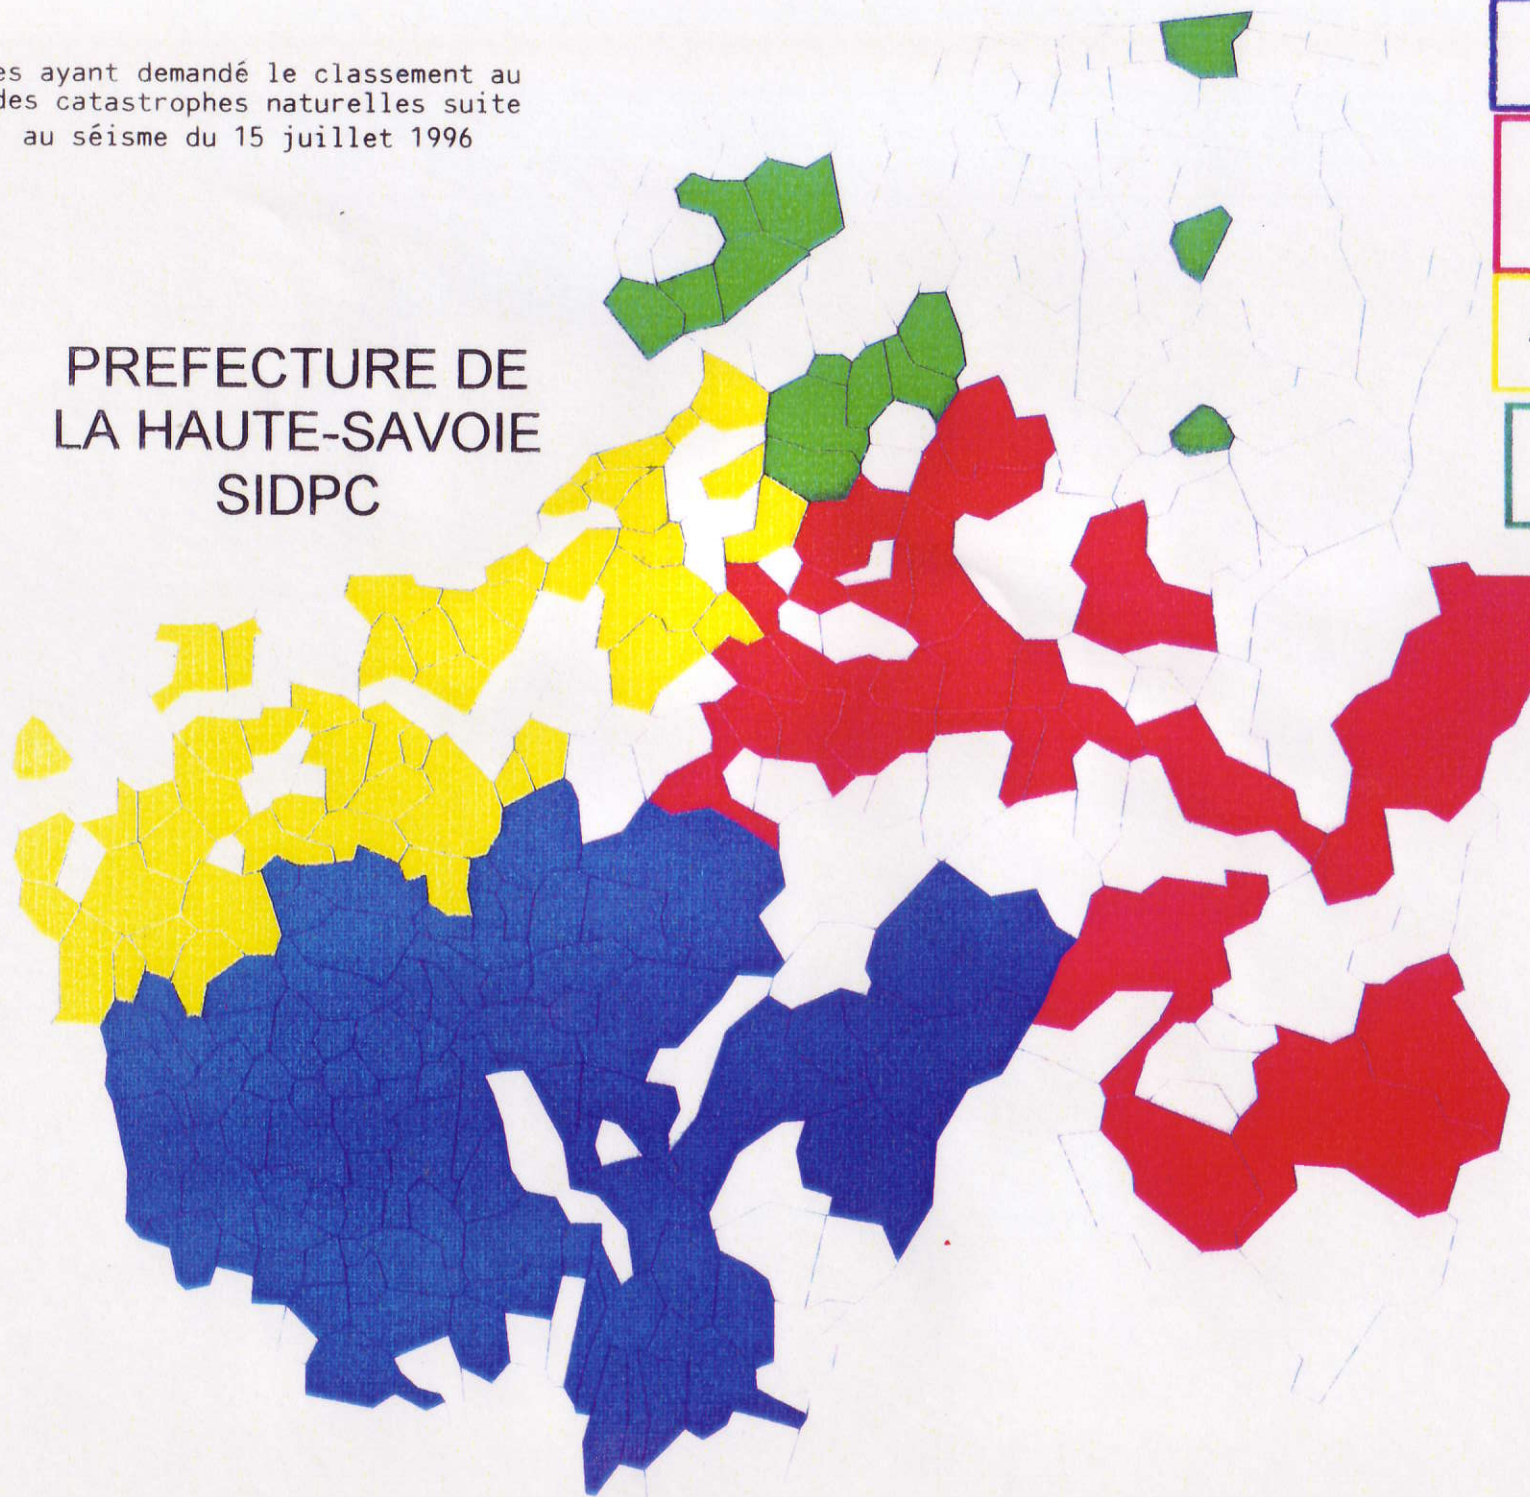 es ayant demandé le classement au
des catastrophes naturelles suite
au séisme du 15 juillet 1996
PREFECTURE DE
LA HAUTE-SAVOIE
SIDPC